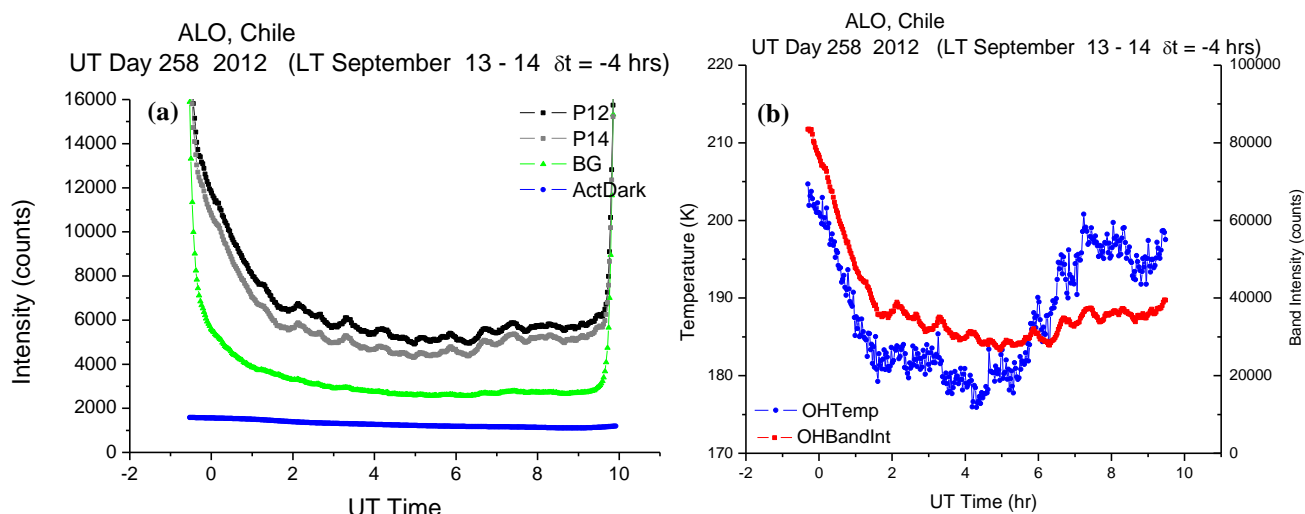 ALO, Chile
UT Day 258 2012 (LT September 13 - 14 δt = -4 hrs)
(a)
P12
P14
BG
ActDark
16000
14000
12000
10000
8000
6000
4000
2000
0
Intensity (counts)
-2 0 2 4 6 8 10
UT Time
ALO, Chile
UT Day 258 2012 (LT September 13 - 14 δt = -4 hrs)
(b)
220
210
200
190
180
170
Temperature (K)
100000
80000
60000
40000
20000
0
Band Intensity (counts)
OHTemp
OHBandInt
-2 0 2 4 6 8 10
UT Time (hr)